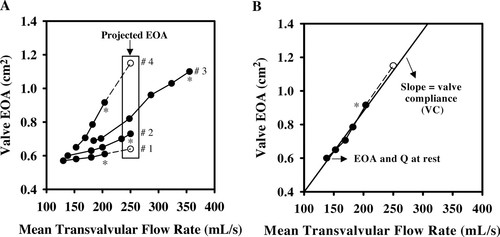 A
Projected EOA
Valve EOA (cm2)
1.4
1.2
1.0
0.8
0.6
0.4
# 4
# 3
# 2
# 1
*
*
*
*
100 150 200 250 300 350 400
Mean Transvalvular Flow Rate (mL/s)
B
Valve EOA (cm2)
1.4
1.2
1.0
0.8
0.6
0.4
*
Slope = valve
compliance
(VC)
EOA and Q at rest
100 150 200 250 300 350
Mean Transvalvular Flow Rate (mL/s)